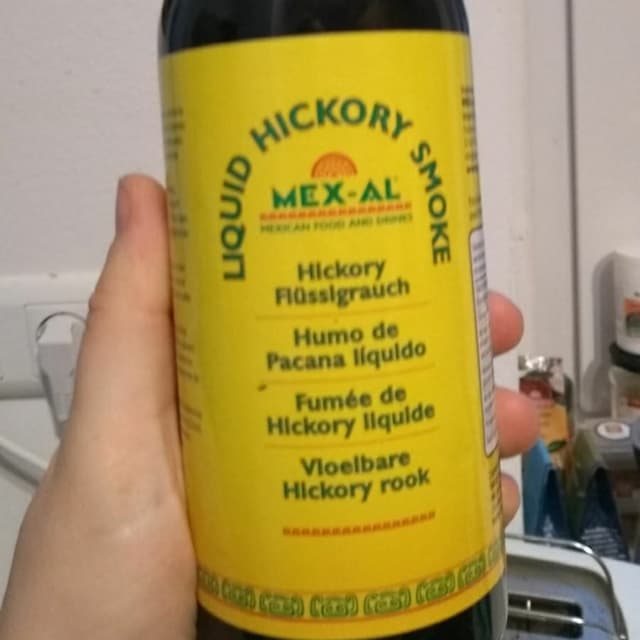 LIQUID HICKORY SMOKE
MEX-AL
MEXICAN FOOD AND DRINKS
Hickory
Flüssigrauch
Humo de
Pacana líquido
Fumée de
Hickory liquide
Vloeibare
Hickory rook